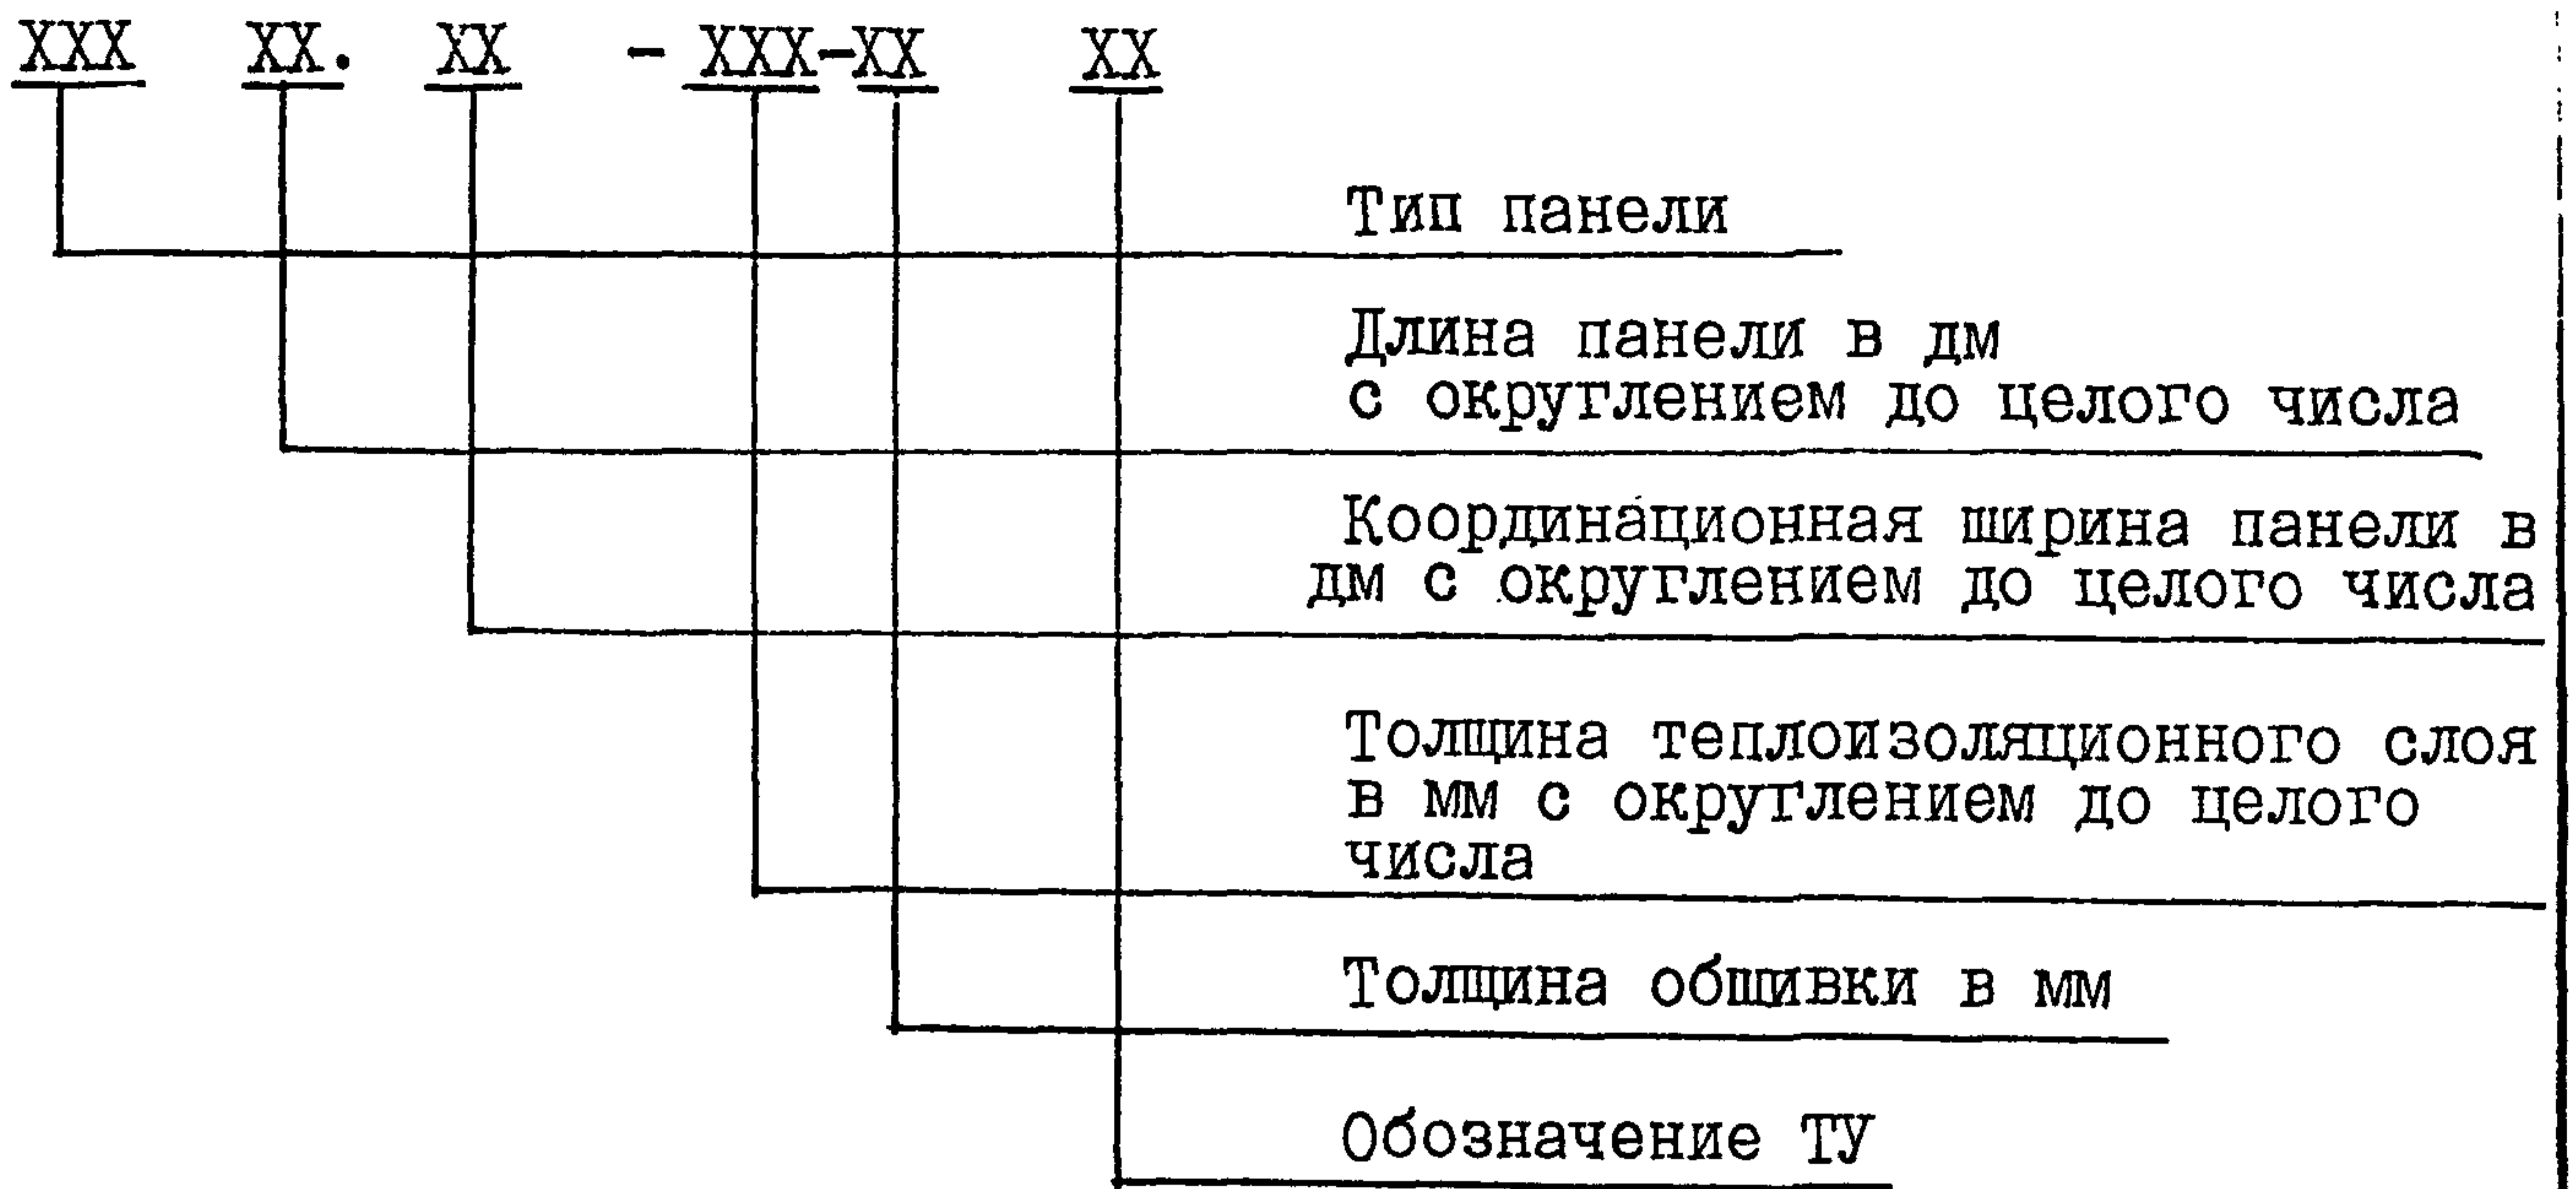 XXX XX. XX - XXX-XX XX
Тип панели
Длина панели в дм
с округлением до целого числа
Координационная ширина панели в
дм с округлением до целого числа
Толщина теплоизоляционного слоя
в мм с округлением до целого
числа
Толщина обшивки в мм
Обозначение ТУ